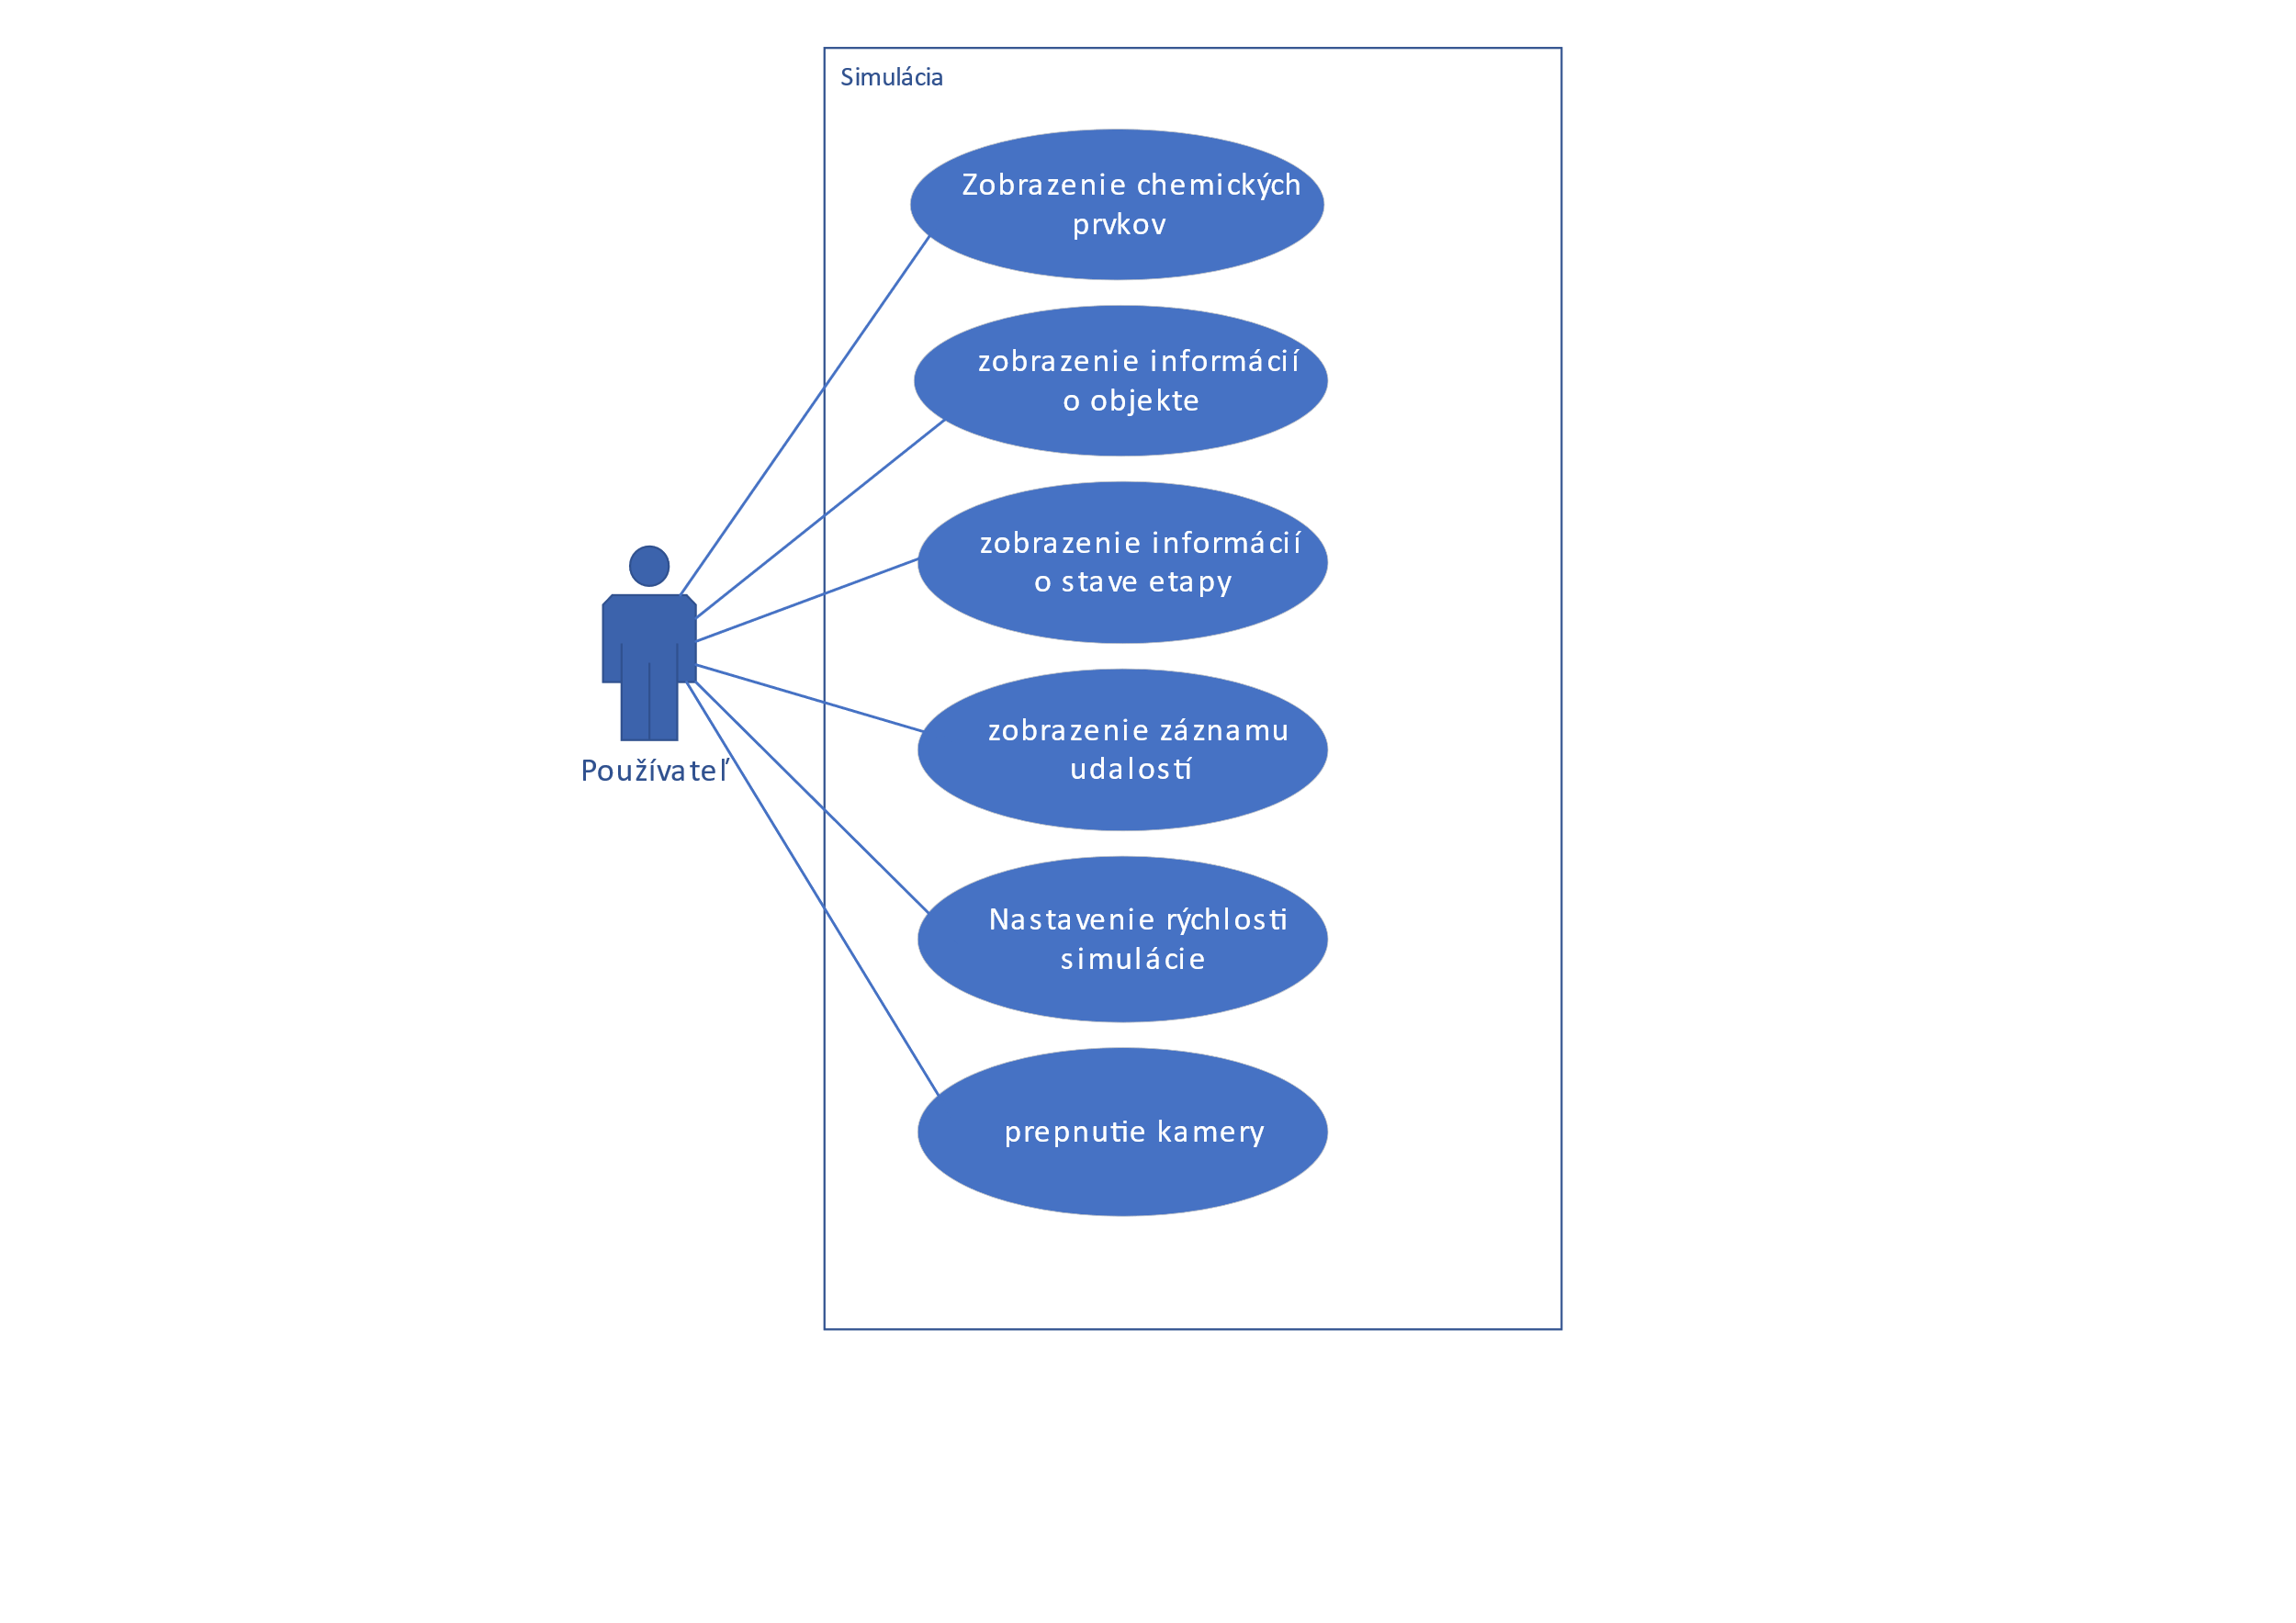 Simulácia
Zobrazenie chemických
prvkov
zobrazenie informácií
o objekte
zobrazenie informácií
o stave etapy
zobrazenie záznamu
udalostí
Používateľ
Nastavenie rýchlosti
simulácie
prepnutie kamery